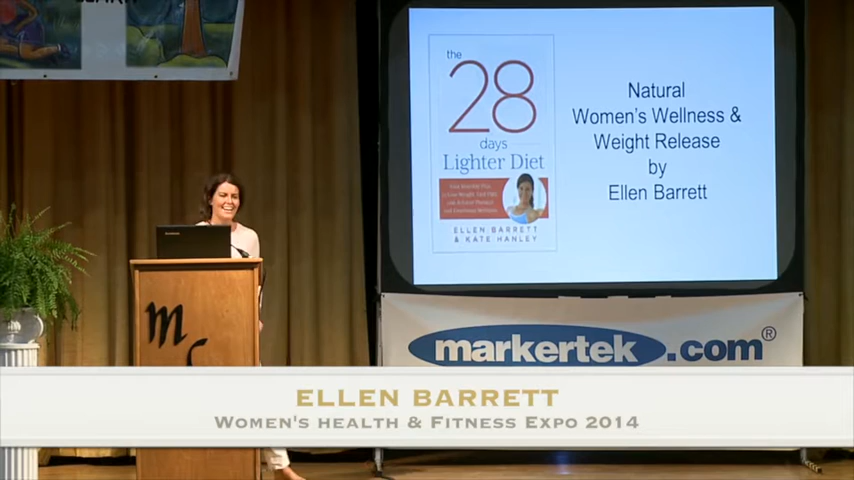 the
28
days
Lighter Diet
ELLEN BARRETT
& KATE HANLEY
Natural
Women's Wellness &
Weight Release
by
Ellen Barrett
mc
markertek.com®
ELLEN BARRETT
WOMEN'S HEALTH & FITNESS EXPO 2014